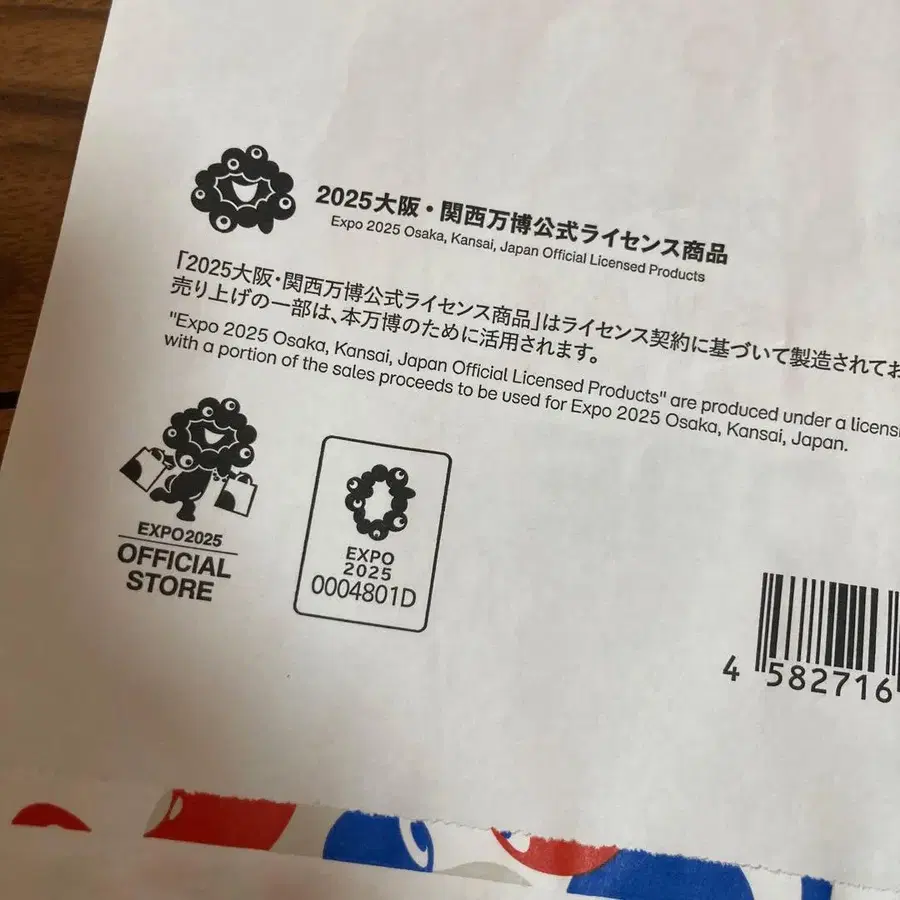 2025大阪・関西万博公式ライセンス商品
Expo 2025 Osaka, Kansai, Japan Official Licensed Products
「2025大阪・関西万博公式ライセンス商品」はライセンス契約に基づいて製造されてお
売り上げの一部は、本万博のために活用されます。
"Expo 2025 Osaka, Kansai, Japan Official Licensed Products" are produced under a licens
with a portion of the sales proceeds to be used for Expo 2025 Osaka, Kansai, Japan.
EXPO2025
OFFICIAL
STORE
EXPO
2025
0004801D
4 582716